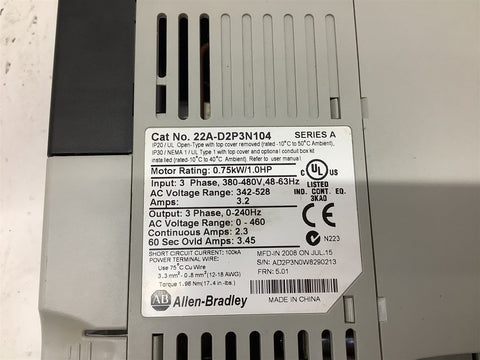 Cat No. 22A-D2P3N104 SERIES A
IP20 / UL Open-Type with top cover removed (rated -10°C to 50°C Ambient),
IP30 / NEMA 1 / UL Type 1 with top cover and optional conduit box kit
installed (rated-10°C to 40°C Ambient). Refer to user manual.
Motor Rating: 0.75kW/1.0HP
Input: 3 Phase, 380-480V,48-63Hz
AC Voltage Range: 342-528
Amps: 3.2
c UL US
LISTED
IND. CONT. EQ.
3KA0
Output: 3 Phase, 0-240Hz
AC Voltage Range: 0 - 460
Continuous Amps: 2.3
60 Sec Ovld Amps: 3.45
N223
SHORT CIRCUIT CURRENT: 100kA
POWER TERMINAL WIRE:
Use 75°C Cu Wire
3.3 mm²-0.8 mm²(12-18 AWG)
Torque 1.98 Nm(17.4 in-lbs.)
MFD-IN 2008 ON JUL.15
S/N: AD2P3N0W8290213
FRN: 5.01
AB Allen-Bradley MADE IN CHINA